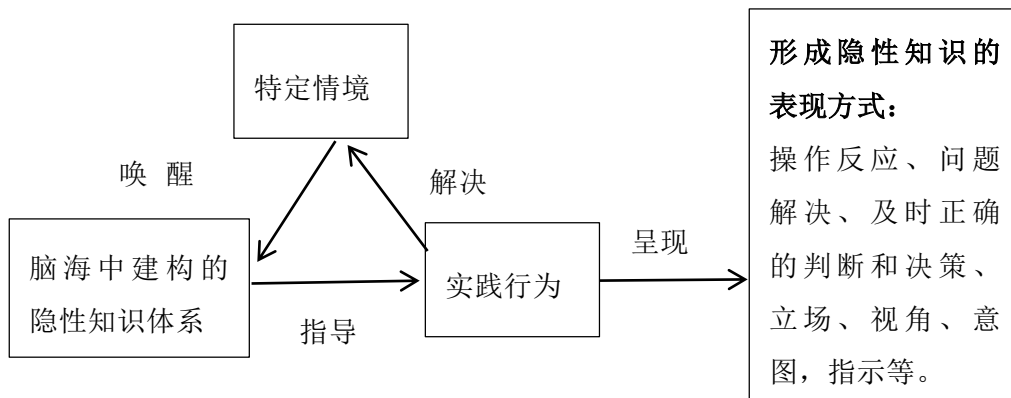 特定情境
唤 醒
解决
脑海中建构的
隐性知识体系
指导
实践行为
呈现
形成隐性知识的
表现方式：
操作反应、问题
解决、及时正确
的判断和决策、
立场、视角、意
图，指示等。